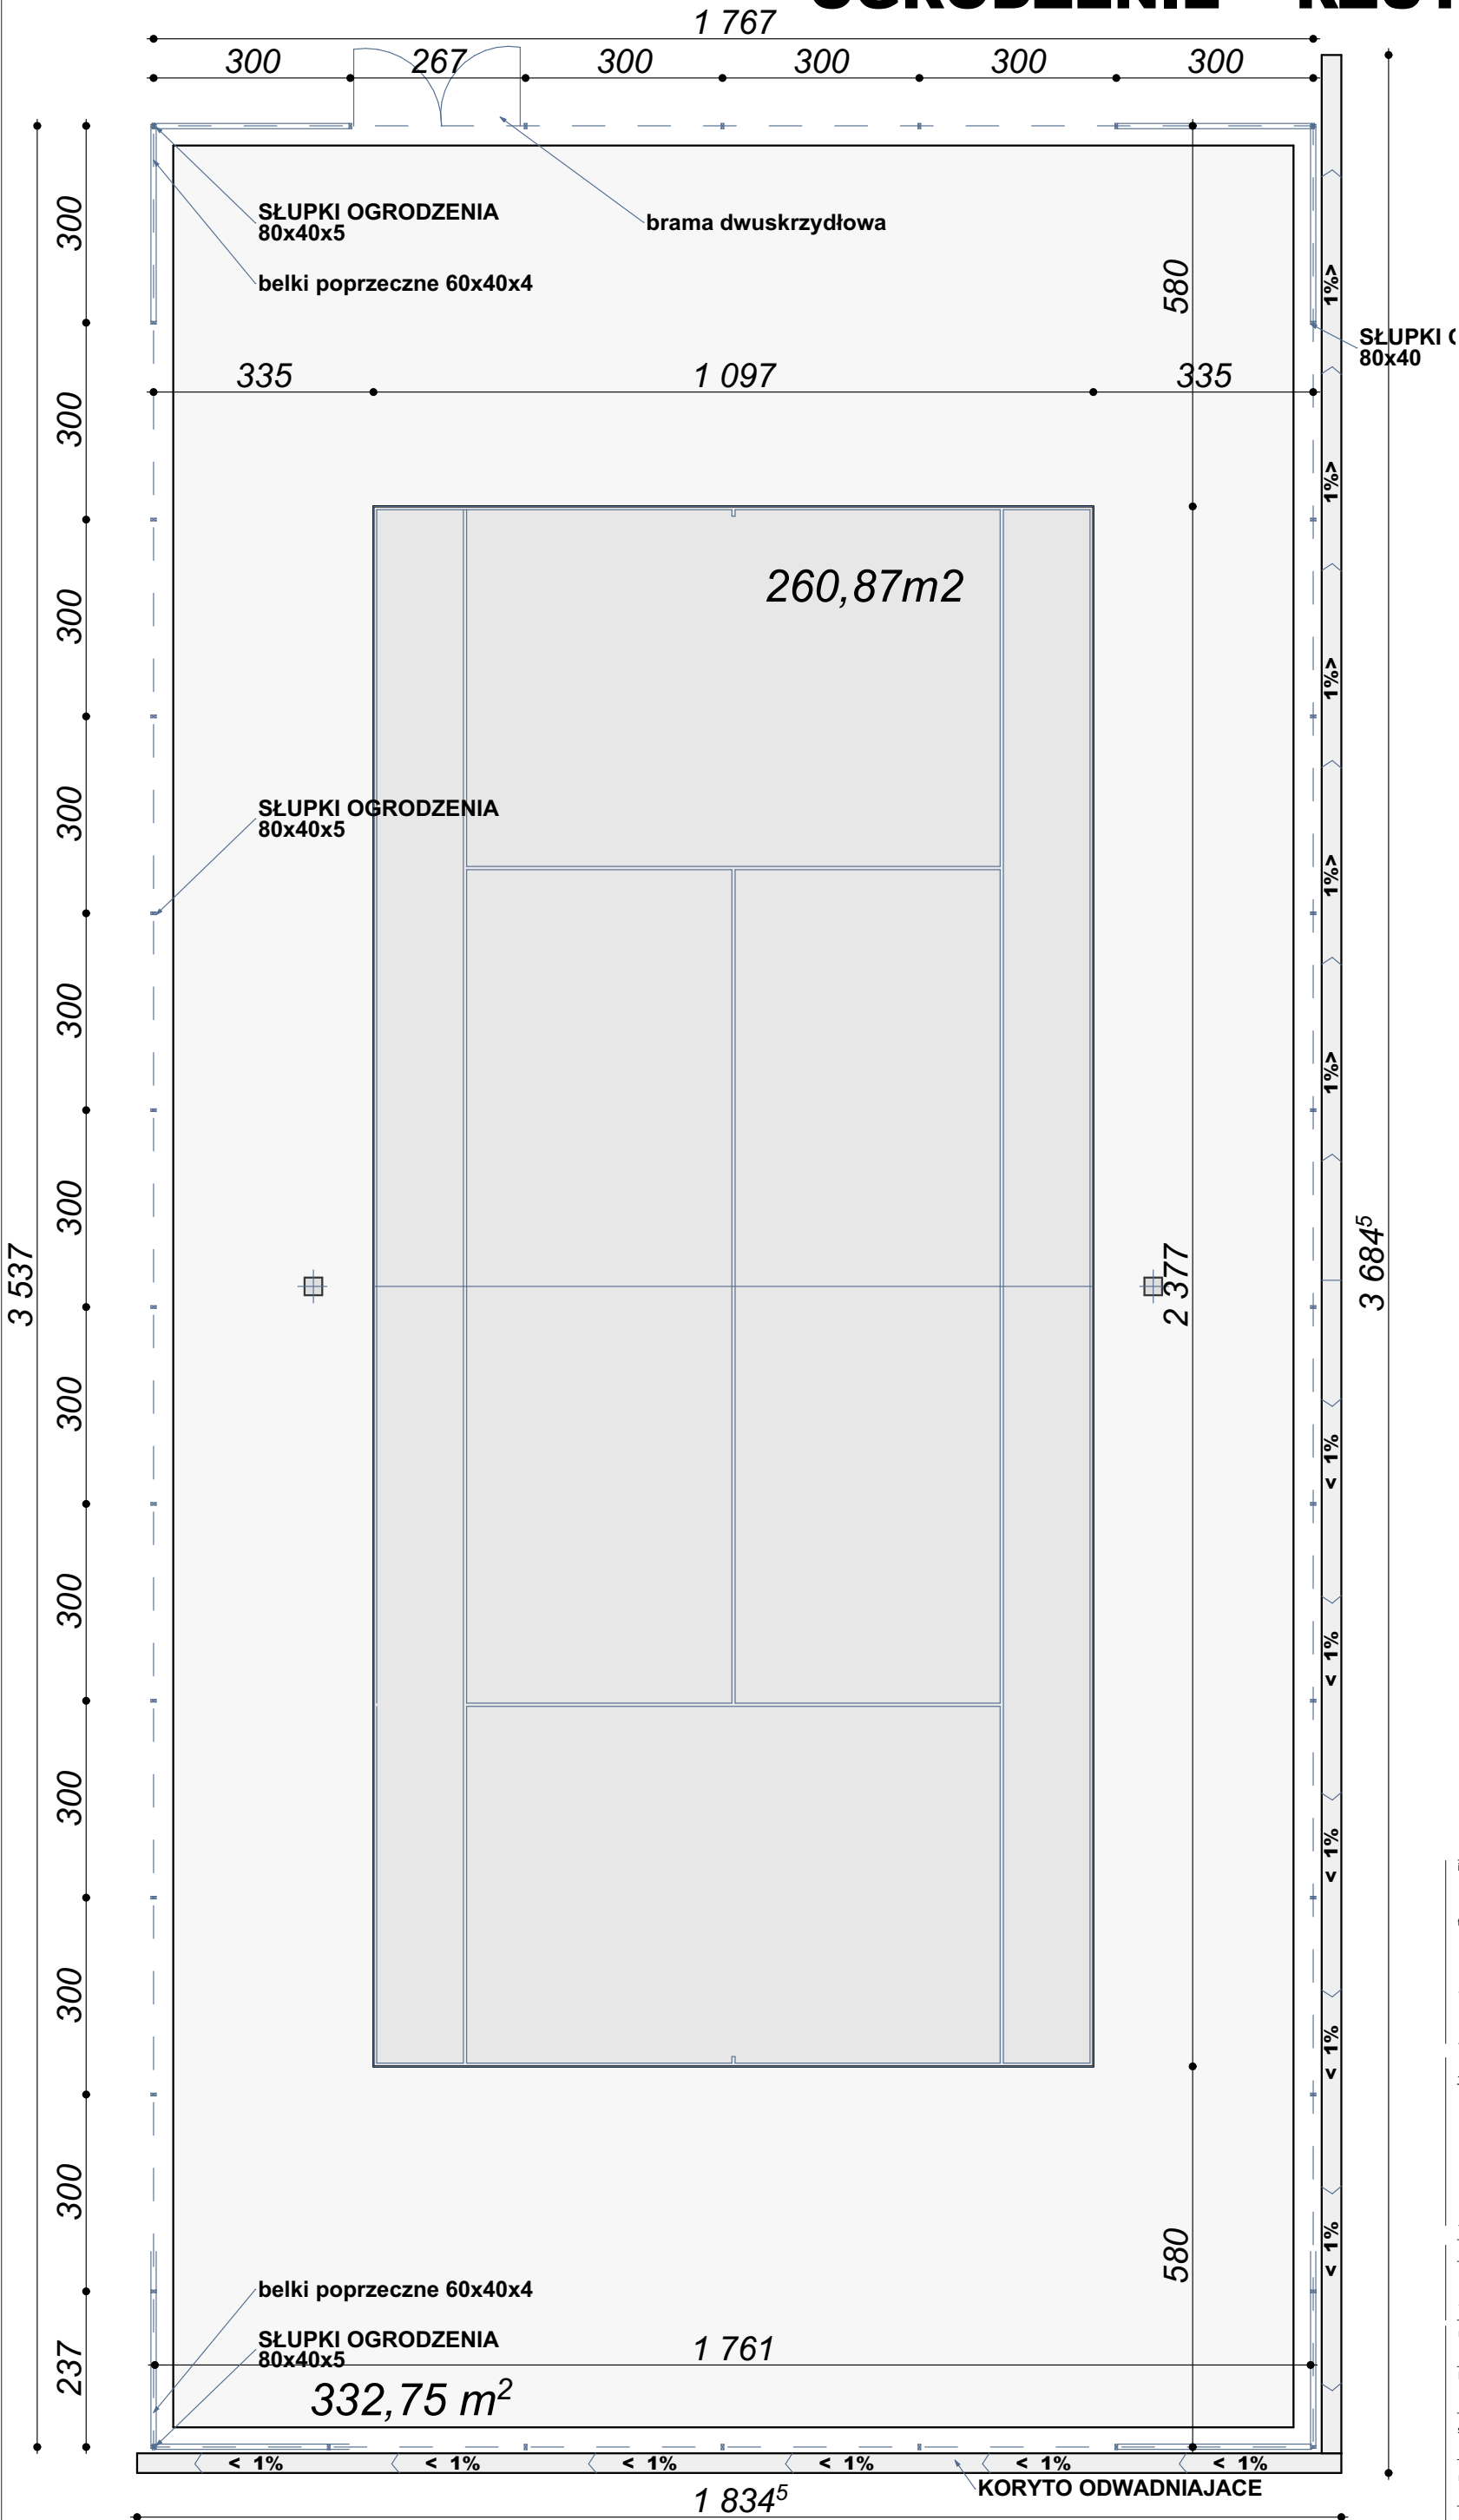 1 767
300 267 300 300 300 300
SŁUPKI OGRODZENIA
80x40x5
brama dwuskrzydłowa
belki poprzeczne 60x40x4
300
580
1%>
SŁUPKI
80x40
335 1 097 335
300
1%>
260,87m2
300
1%>
SŁUPKI OGRODZENIA
80x40x5
300
1%>
300
1%>
300
3 537
2 377
3 684⁵
300
< 1%
300
< 1%
300
< 1%
300
< 1%
300
580
< 1%
belki poprzeczne 60x40x4
SŁUPKI OGRODZENIA
80x40x5
1 761
237
332,75 m²
< 1% < 1% < 1% < 1% < 1% < 1%
KORYTO ODWADNIAJACE
1 834⁵